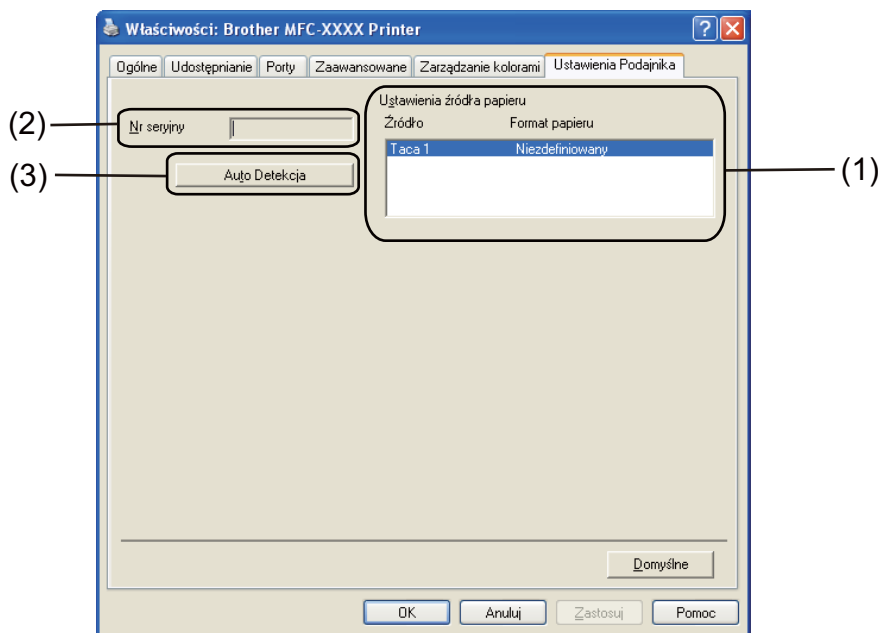 Właściwości: Brother MFC-XXXX Printer
Ogólne Udostępnianie Porty Zaawansowane Zarządzanie kolorami Ustawienia Podajnika
(2)
Nr seryjny
(3)
Auto Detekcja
Ustawienia źródła papieru
Źródło Format papieru
Taca 1 Niezdefiniowany
(1)
Domyślne
OK Anuluj Zastosuj Pomoc